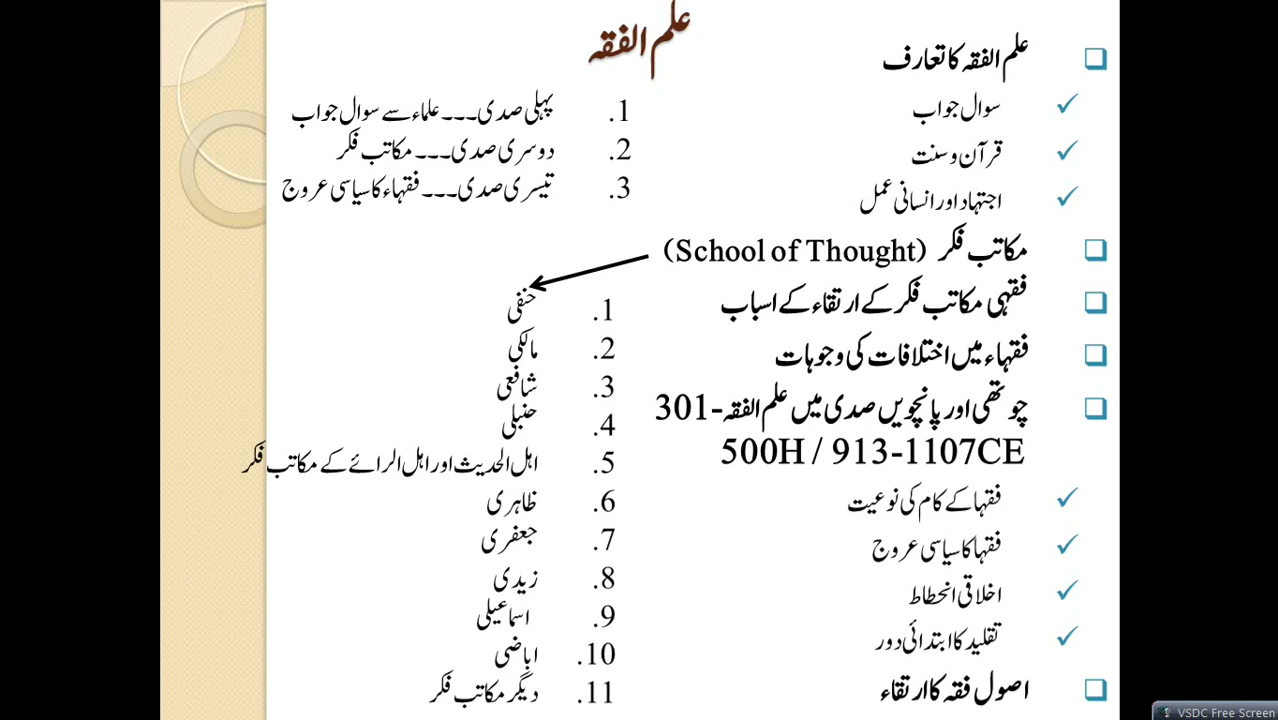 علم الفقہ
علم الفقہ کا تعارف
سوال جواب
قرآن و سنت
اجتہاد اور انسانی عمل
مکاتب فکر (School of Thought)
فقہی مکاتب فکر کے ارتقاء کے اسباب
فقہاء میں اختلافات کی وجوہات
چوتھی اور پانچویں صدی میں علم الفقہ-301
500H / 913-1107CE
فقہا کے کام کی نوعیت
فقہا کا سیاسی عروج
اخلاقی انحطاط
تقلید کا ابتدائی دور
اصول فقہ کا ارتقاء
1. پہلی صدی۔۔۔ علماء سے سوال جواب
2. دوسری صدی۔۔۔ مکاتب فکر
3. تیسری صدی۔۔۔ فقہاء کا سیاسی عروج
1. حنفی
2. مالکی
3. شافعی
4. حنبلی
5. اہل الحدیث اور اہل الرائے کے مکاتب فکر
6. ظاہری
7. جعفری
8. زیدی
9. اسماعیلی
10. اباضی
11. دیگر مکاتب فکر
VSDC Free Screen